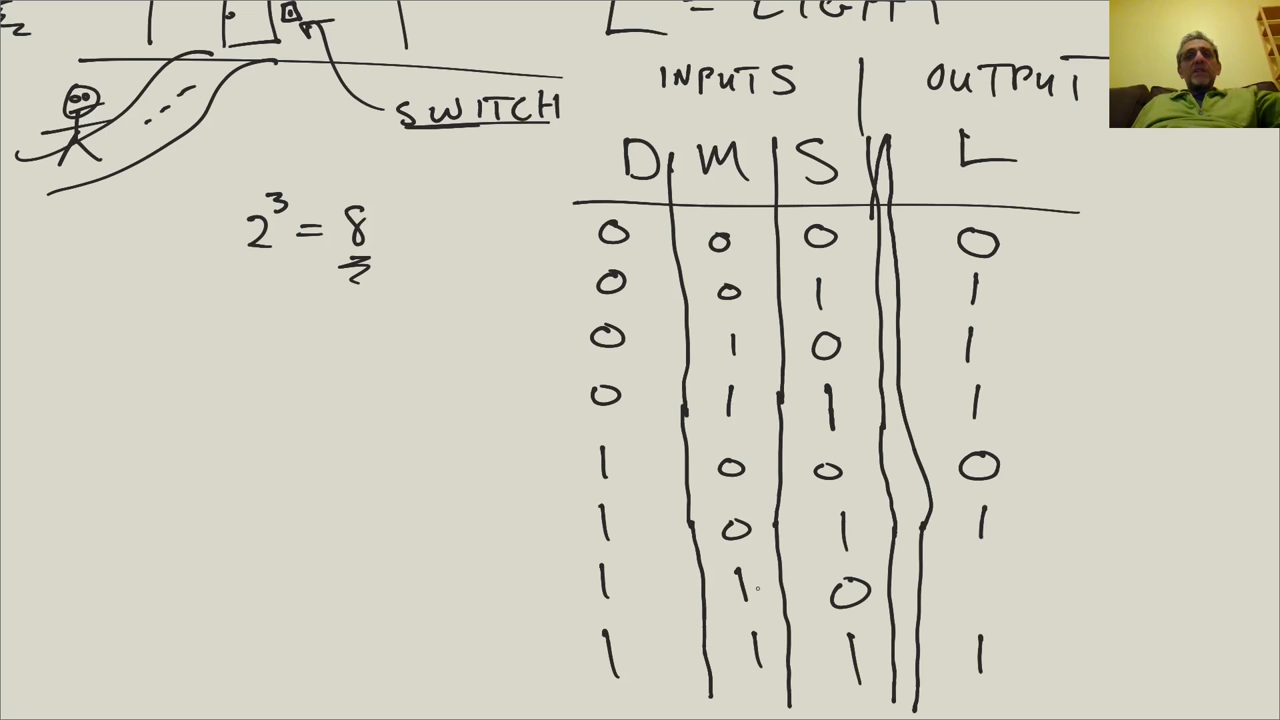 L = LIGHT
SWITCH
2³ = 8
INPUTS | OUTPUT
D | M | S || L
0 | 0 | 0 || 0
0 | 0 | 1 || 1
0 | 1 | 0 || 1
0 | 1 | 1 || 1
1 | 0 | 0 || 0
1 | 0 | 1 || 1
1 | 1 | 0 ||
1 | 1 | 1 || 1